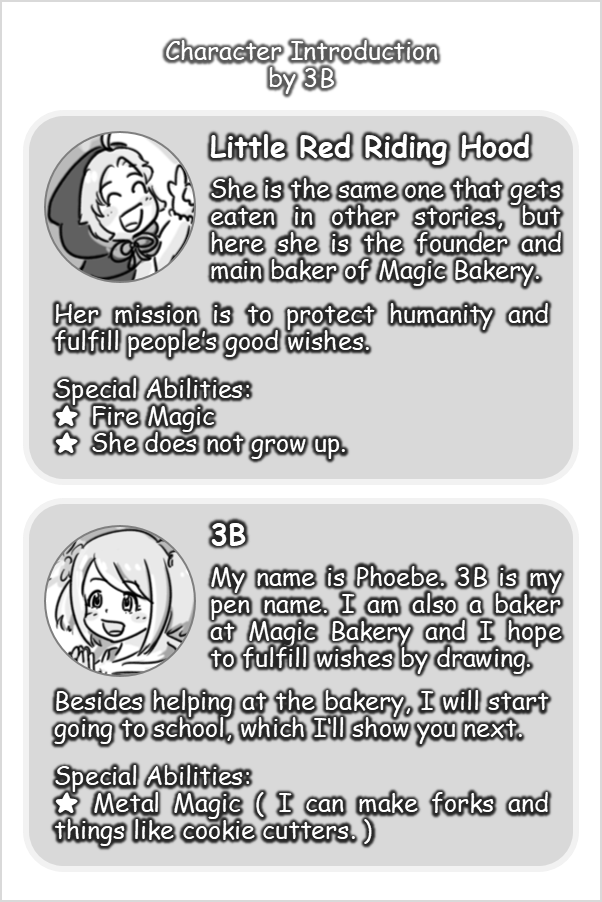 Character Introduction
by 3B
Little Red Riding Hood
She is the same one that gets
eaten in other stories, but
here she is the founder and
main baker of Magic Bakery.
Her mission is to protect humanity and
fulfill people's good wishes.
Special Abilities:
★ Fire Magic
★ She does not grow up.
3B
My name is Phoebe. 3B is my
pen name. I am also a baker
at Magic Bakery and I hope
to fulfill wishes by drawing.
Besides helping at the bakery, I will start
going to school, which I'll show you next.
Special Abilities:
★ Metal Magic ( I can make forks and
things like cookie cutters. )